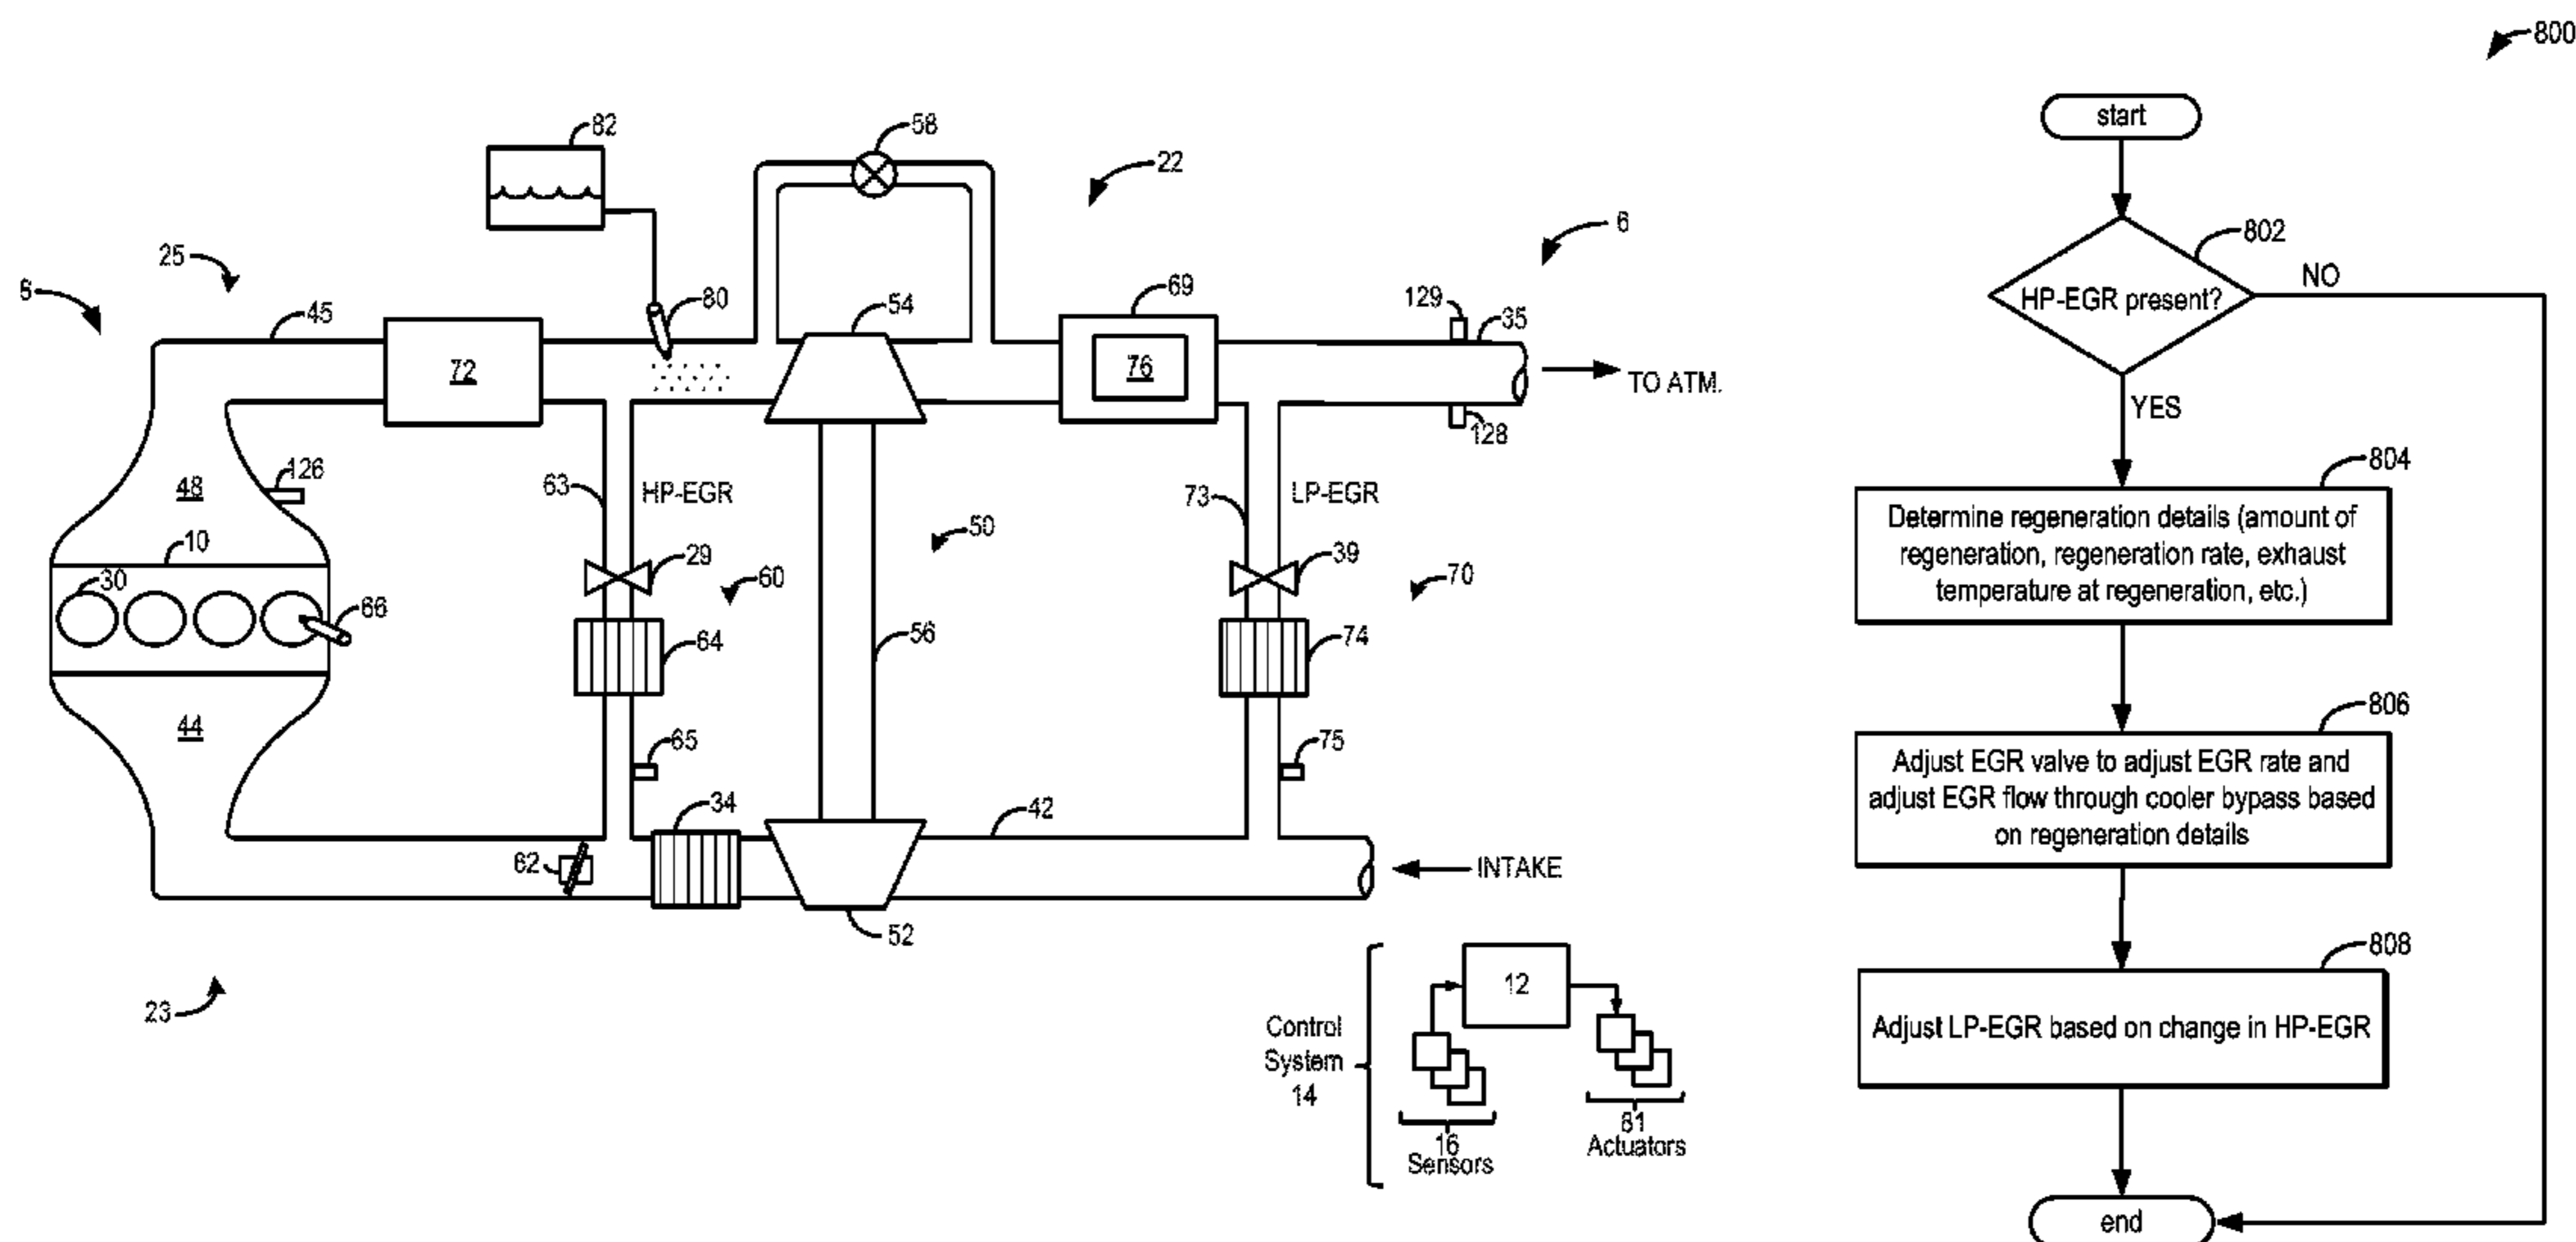 800
start
802
HP-EGR present?
NO
YES
804
Determine regeneration details (amount of
regeneration, regeneration rate, exhaust
temperature at regeneration, etc.)
806
Adjust EGR valve to adjust EGR rate and
adjust EGR flow through cooler bypass based
on regeneration details
808
Adjust LP-EGR based on change in HP-EGR
end
82
58
22
6
25
6
45
80
54
69
129
35
72
76
TO ATM.
128
126
48
63
HP-EGR
73
LP-EGR
50
10
29
39
30
60
70
66
64
56
74
44
65
75
34
42
62
INTAKE
52
23
12
Control
System
14
16
Sensors
81
Actuators